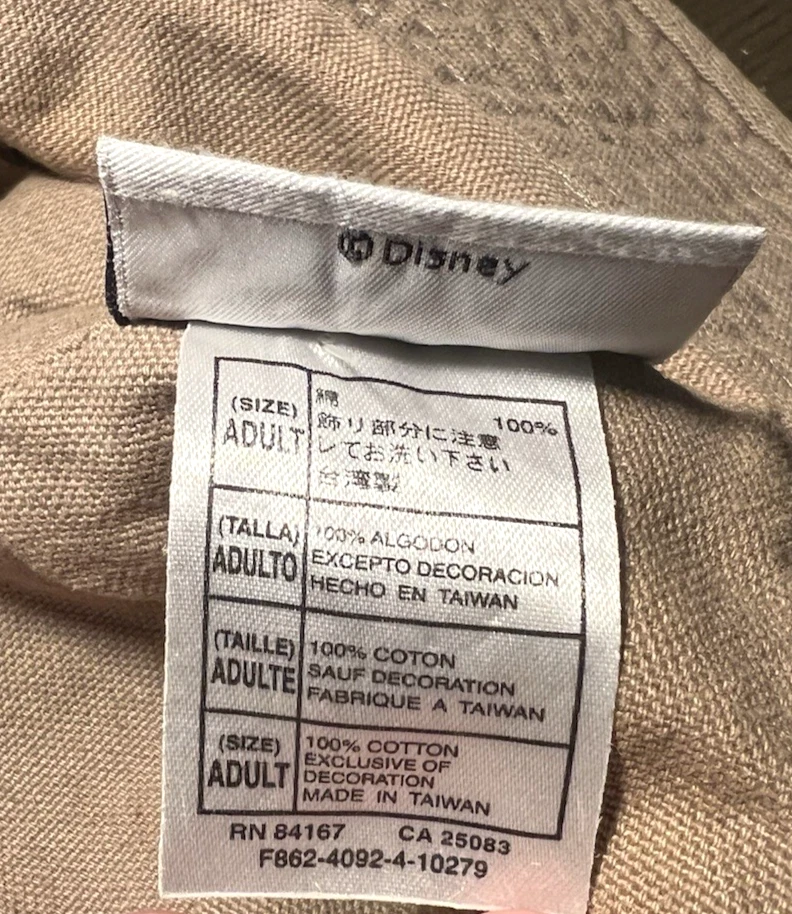 © Disney
(SIZE)
ADULT
綿 100%
飾リ部分に注意
してお洗い下さい
台湾製
(TALLA)
ADULTO
100% ALGODON
EXCEPTO DECORACION
HECHO EN TAIWAN
(TAILLE)
ADULTE
100% COTON
SAUF DECORATION
FABRIQUE A TAIWAN
(SIZE)
ADULT
100% COTTON
EXCLUSIVE OF
DECORATION
MADE IN TAIWAN
RN 84167 CA 25083
F862-4092-4-10279